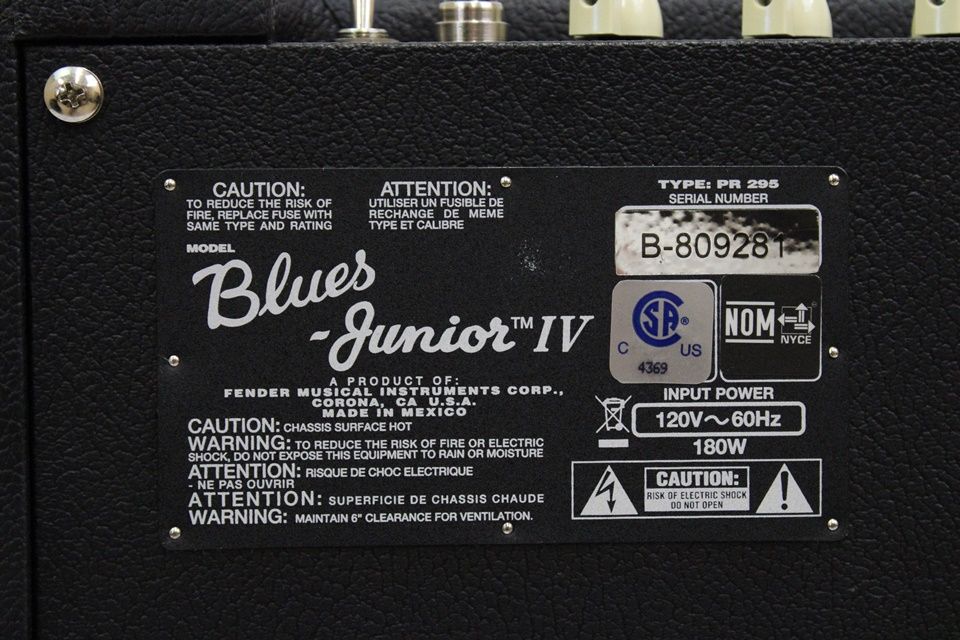 CAUTION:
TO REDUCE THE RISK OF
FIRE, REPLACE FUSE WITH
SAME TYPE AND RATING
ATTENTION:
UTILISER UN FUSIBLE DE
RECHANGE DE MEME
TYPE ET CALIBRE
TYPE: PR 295
SERIAL NUMBER
B-809281
MODEL
Blues
Junior™ IV
CSA®
C US
4369
NOM
NYCE
A PRODUCT OF:
FENDER MUSICAL INSTRUMENTS CORP.,
CORONA, CA U.S.A.
MADE IN MEXICO
INPUT POWER
120V~60Hz
180W
CAUTION: CHASSIS SURFACE HOT
WARNING: TO REDUCE THE RISK OF FIRE OR ELECTRIC
SHOCK, DO NOT EXPOSE THIS EQUIPMENT TO RAIN OR MOISTURE
ATTENTION: RISQUE DE CHOC ELECTRIQUE
- NE PAS OUVRIR
ATTENTION: SUPERFICIE DE CHASSIS CHAUDE
WARNING: MAINTAIN 6" CLEARANCE FOR VENTILATION.
CAUTION:
RISK OF ELECTRIC SHOCK
DO NOT OPEN